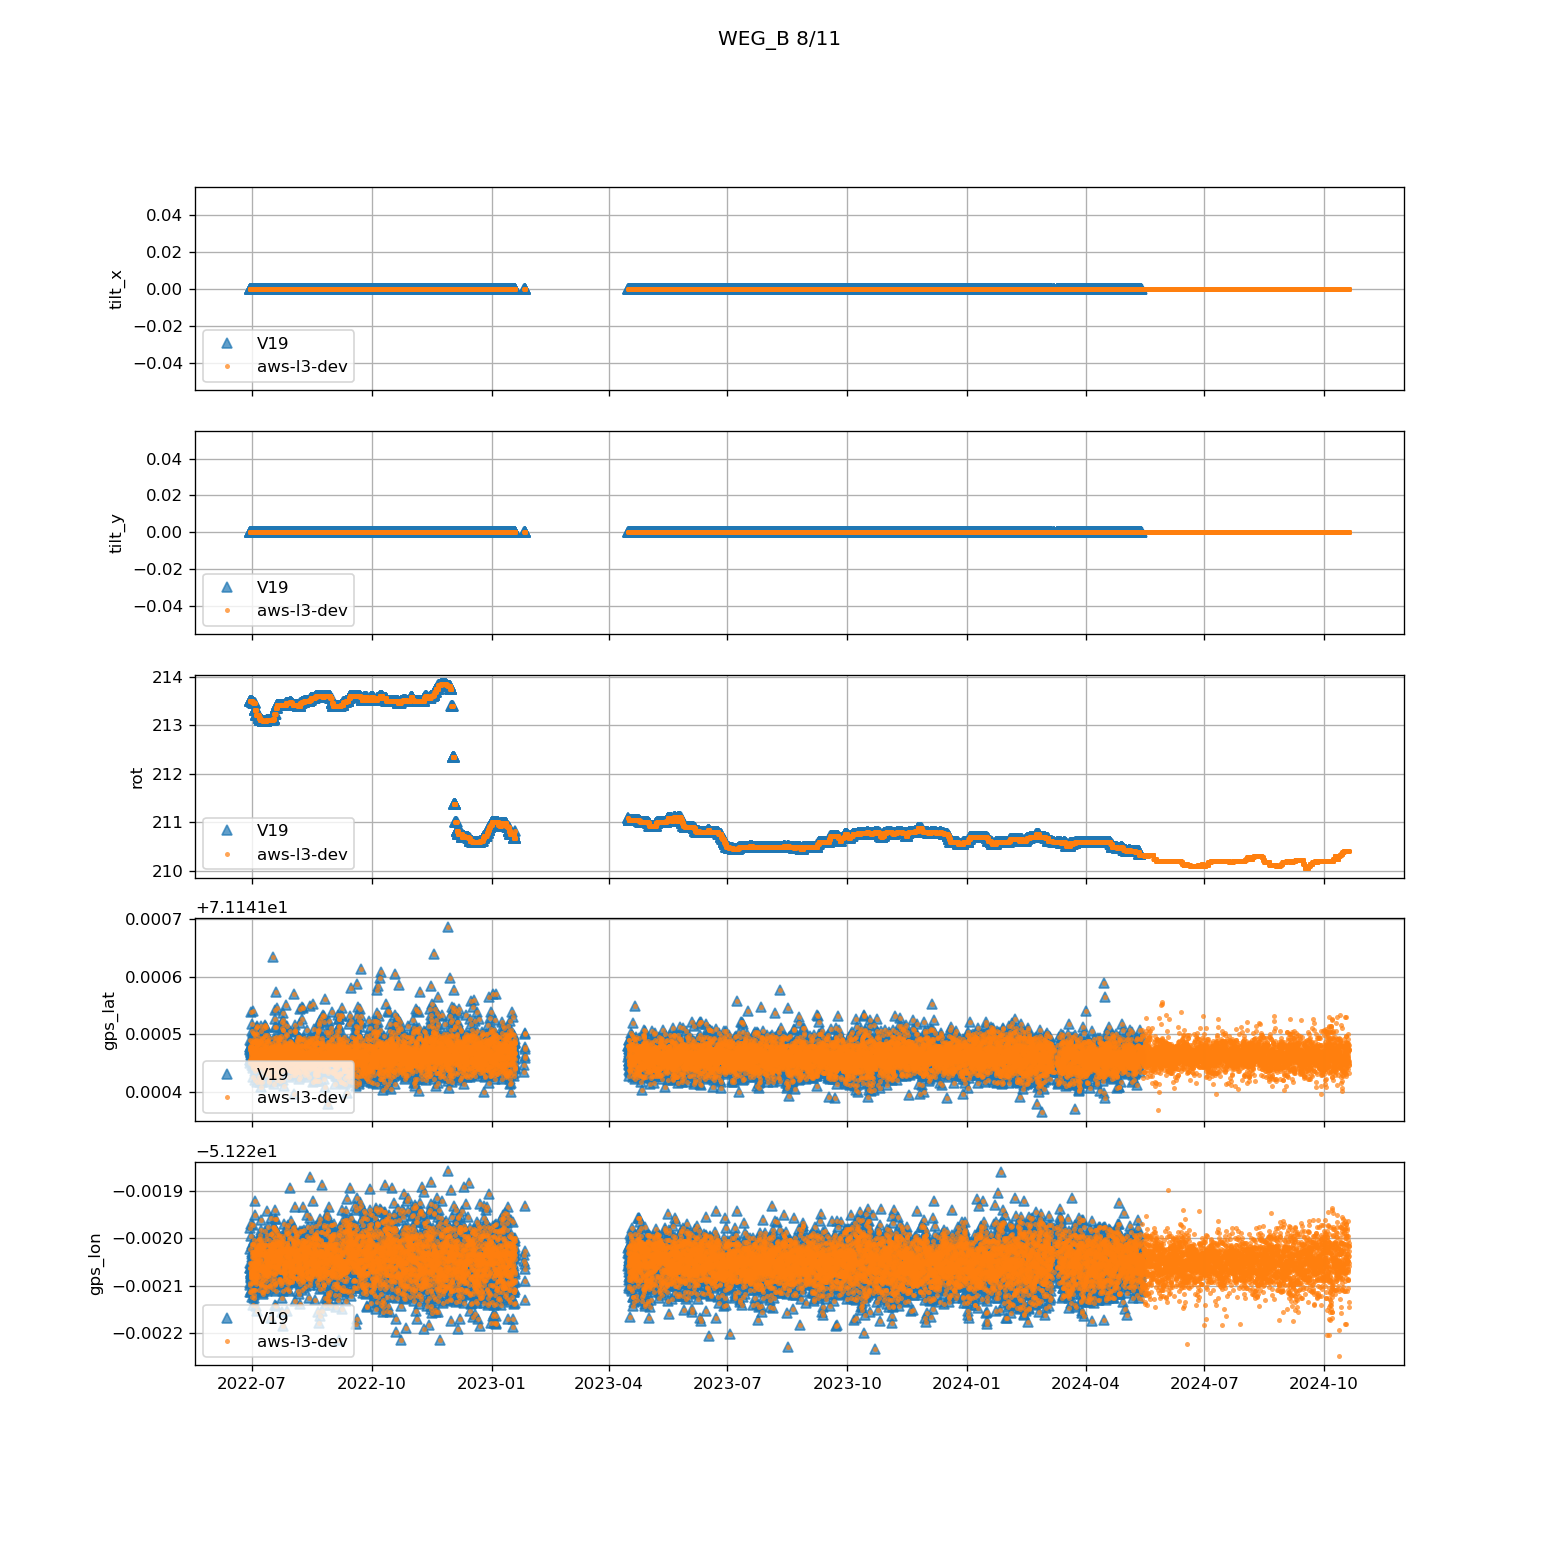 WEG_B 8/11
0.04
0.02
0.00
−0.02
−0.04
tilt_x
V19
aws-l3-dev
0.04
0.02
0.00
−0.02
−0.04
tilt_y
V19
aws-l3-dev
214
213
212
211
210
rot
V19
aws-l3-dev
+7.1141e1
0.0007
0.0006
0.0005
0.0004
gps_lat
V19
aws-l3-dev
−5.122e1
−0.0019
−0.0020
−0.0021
−0.0022
gps_lon
V19
aws-l3-dev
2022-07 2022-10 2023-01 2023-04 2023-07 2023-10 2024-01 2024-04 2024-07 2024-10